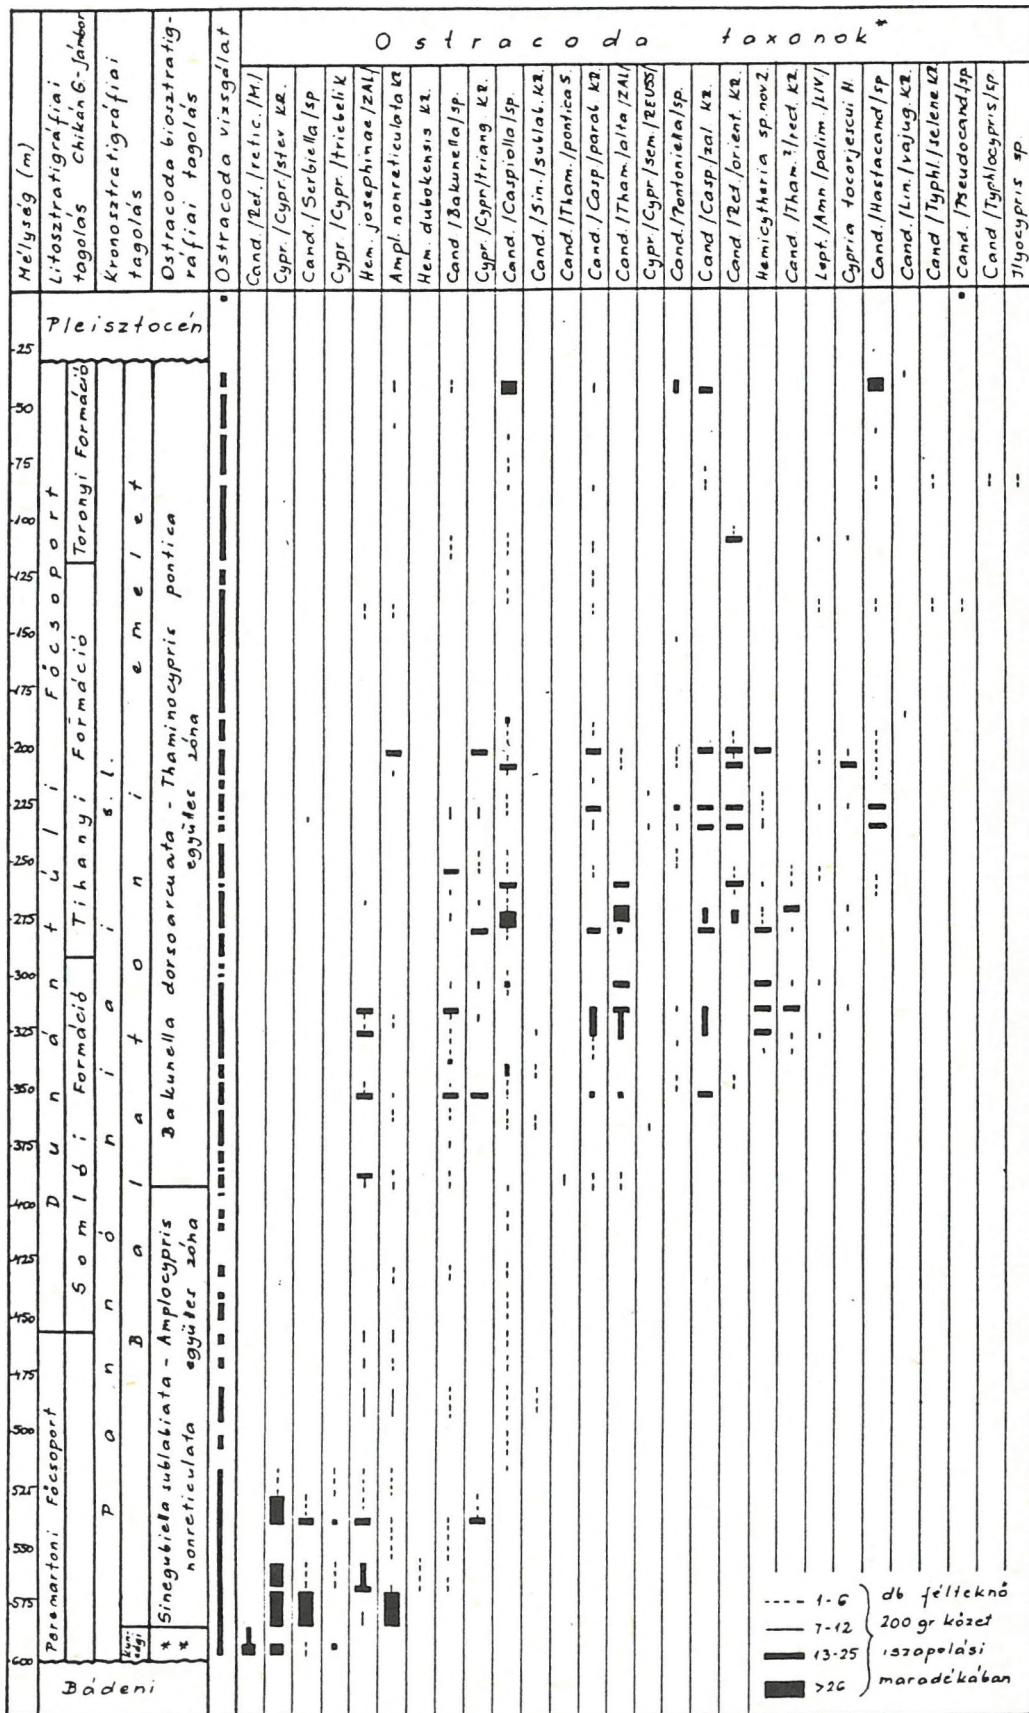 Mélység (m)
Litosztratigráfiai
tagolás Chikán G.-Jámbor
Kronosztratigráfiai
tagolás
Ostracoda biosztratig-
ráfiai tagolás
Ostracoda vizsgálat
Ostracoda taxonok*
Cand./Ret./retic./M./
Cypr./Cypr/stev KR.
Cand./Serbiella/sp
Cypr/Cypr./triebeli K
Hem. josephinae/ZAL/
Ampl. nonreticulata KR
Hem. dubokensis KR.
Cand/Bakunella/sp.
Cypr./Cypr/triang. KR.
Cand./Caspiolla/sp.
Cand./Sin./sublab.KR.
Cand./Tham./pontica S.
Cand./Casp/parab KR.
Cand./Tham./alta/ZAL/
Cypr/Cypr/sem./REUSS/
Cand./Pontoniella/sp.
Cand/Casp/zal KR.
Cand/Ret./orient. KR.
Hemicytheria sp.nov 2.
Cand./Tham.?/rect. KR.
Lept./Amn/palim./LIV/
Cypria tocorjescui H.
Cand./Hastacand/sp
Cand./Lin./vajug. KR.
Cand/Typhl./selene KR
Cand./Pseudocand/sp.
Cand/Typhlocypris/sp
Ilyocypris sp.
Pleisztocén
-25
-50
-75
-100
-125
-150
-175
-200
-225
-250
-275
-300
-325
-350
-375
-400
-425
-450
-475
-500
-525
-550
-575
-600
Dunántúli Főcsoport
Peremartoni Főcsoport
Toronyi Formáció
Tihanyi Formáció
Somlói Formáció
Pannóniai s.l.
Balatoni emelet
kuni-
sági
Bakunella dorsoarcuata - Thaminocypris pontica
együttes zóna
Sinegubiella sublabiata - Amplocypris
nonreticulata együttes zóna
*
*
Bádeni
1-6
7-12
13-25
>26
db félteknő
200 gr kőzet
iszapolási
maradékában